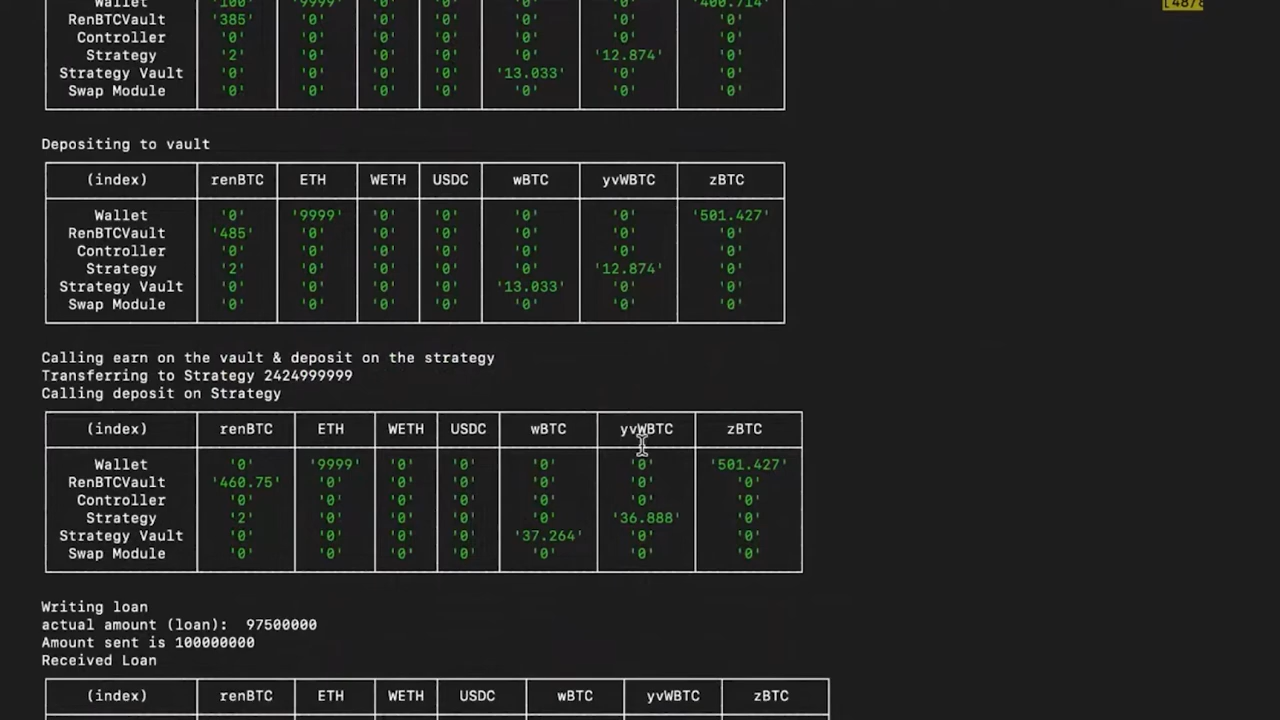 Wallet '100' '9999' '0' '0' '0' '0' '400.714' [48/8
RenBTCVault '385' '0' '0' '0' '0' '0' '0'
Controller '0' '0' '0' '0' '0' '0' '0'
Strategy '2' '0' '0' '0' '0' '12.874' '0'
Strategy Vault '0' '0' '0' '0' '13.033' '0' '0'
Swap Module '0' '0' '0' '0' '0' '0' '0'
Depositing to vault
(index) renBTC ETH WETH USDC wBTC yvWBTC zBTC
Wallet '0' '9999' '0' '0' '0' '0' '501.427'
RenBTCVault '485' '0' '0' '0' '0' '0' '0'
Controller '0' '0' '0' '0' '0' '0' '0'
Strategy '2' '0' '0' '0' '0' '12.874' '0'
Strategy Vault '0' '0' '0' '0' '13.033' '0' '0'
Swap Module '0' '0' '0' '0' '0' '0' '0'
Calling earn on the vault & deposit on the strategy
Transferring to Strategy 2424999999
Calling deposit on Strategy
(index) renBTC ETH WETH USDC wBTC yvWBTC zBTC
Wallet '0' '9999' '0' '0' '0' '0' '501.427'
RenBTCVault '460.75' '0' '0' '0' '0' '0' '0'
Controller '0' '0' '0' '0' '0' '0' '0'
Strategy '2' '0' '0' '0' '0' '36.888' '0'
Strategy Vault '0' '0' '0' '0' '37.264' '0' '0'
Swap Module '0' '0' '0' '0' '0' '0' '0'
Writing loan
actual amount (loan): 97500000
Amount sent is 100000000
Received Loan
(index) renBTC ETH WETH USDC wBTC yvWBTC zBTC